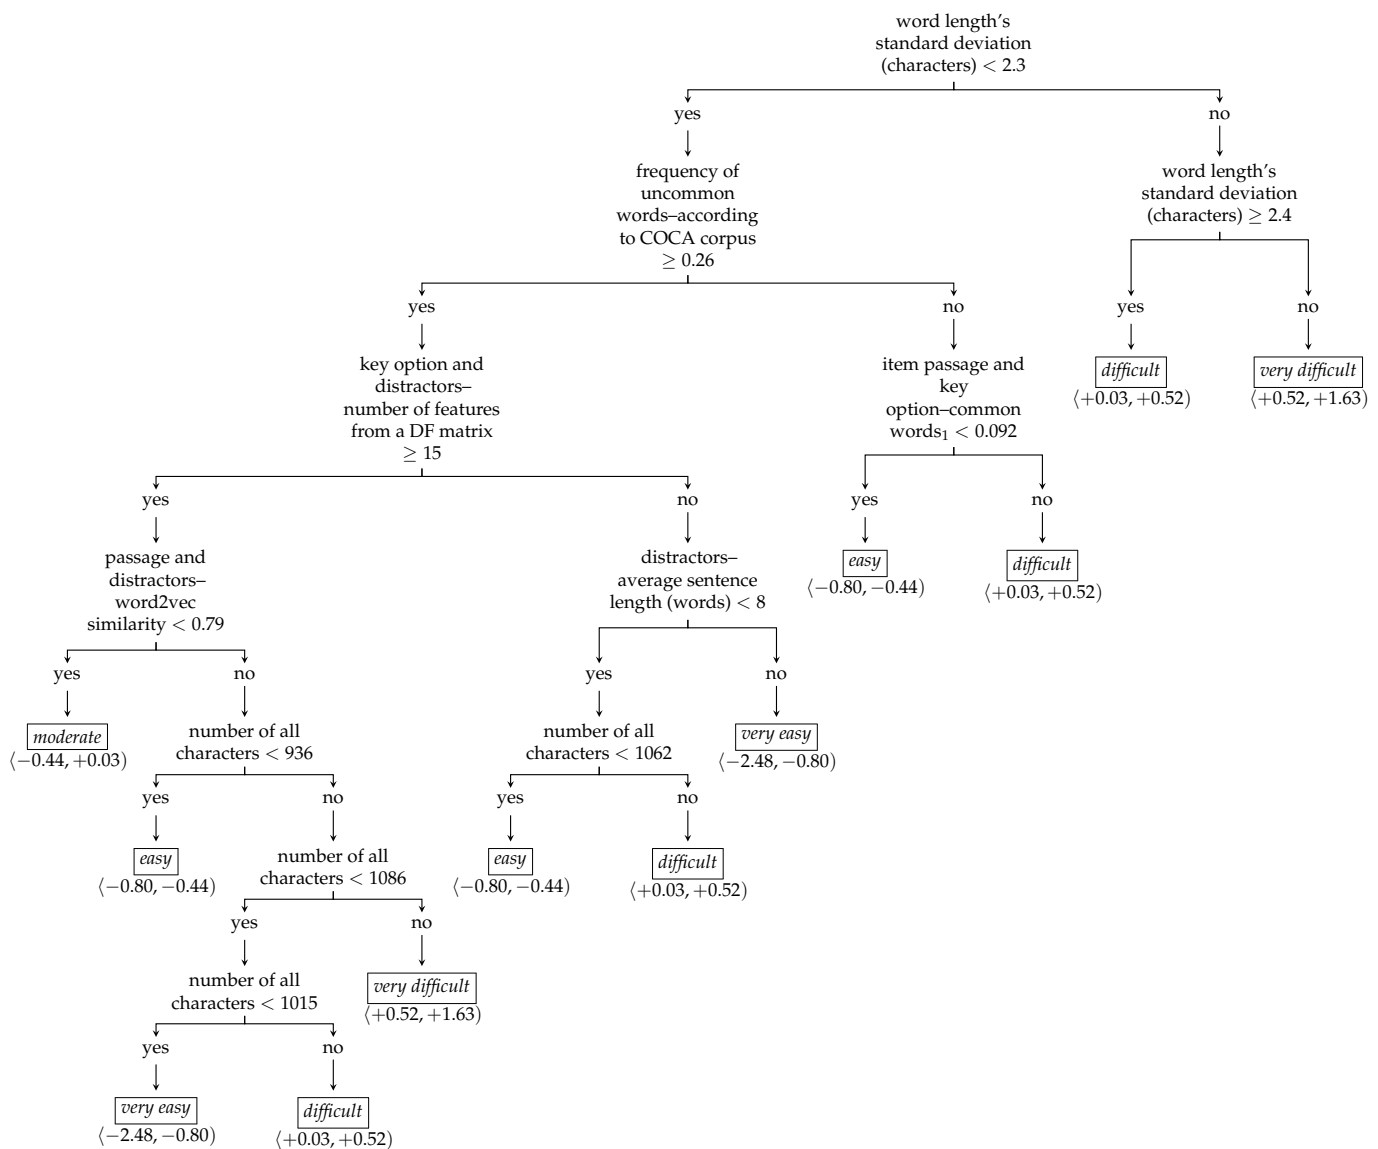 word length's
standard deviation
(characters) < 2.3
yes
no
frequency of
uncommon
words–according
to COCA corpus
≥ 0.26
word length's
standard deviation
(characters) ≥ 2.4
yes
no
yes
no
key option and
distractors–
number of features
from a DF matrix
≥ 15
item passage and
key
option–common
words₁ < 0.092
difficult
⟨+0.03, +0.52)
very difficult
⟨+0.52, +1.63)
yes
no
yes
no
passage and
distractors–
word2vec
similarity < 0.79
distractors–
average sentence
length (words) < 8
easy
⟨−0.80, −0.44)
difficult
⟨+0.03, +0.52)
yes
no
yes
no
moderate
⟨−0.44, +0.03)
number of all
characters < 936
number of all
characters < 1062
very easy
⟨−2.48, −0.80)
yes
no
yes
no
easy
⟨−0.80, −0.44)
number of all
characters < 1086
easy
⟨−0.80, −0.44)
difficult
⟨+0.03, +0.52)
yes
no
number of all
characters < 1015
very difficult
⟨+0.52, +1.63)
yes
no
very easy
⟨−2.48, −0.80)
difficult
⟨+0.03, +0.52)